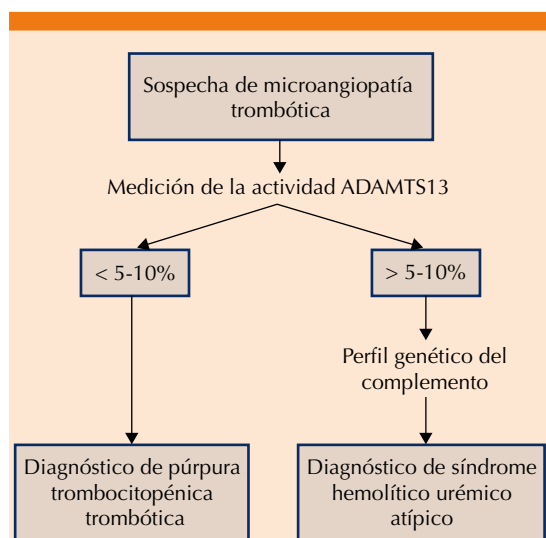 Sospecha de microangiopatía
trombótica
Medición de la actividad ADAMTS13
< 5-10%
> 5-10%
Perfil genético del
complemento
Diagnóstico de púrpura
trombocitopénica
trombótica
Diagnóstico de síndrome
hemolítico urémico
atípico